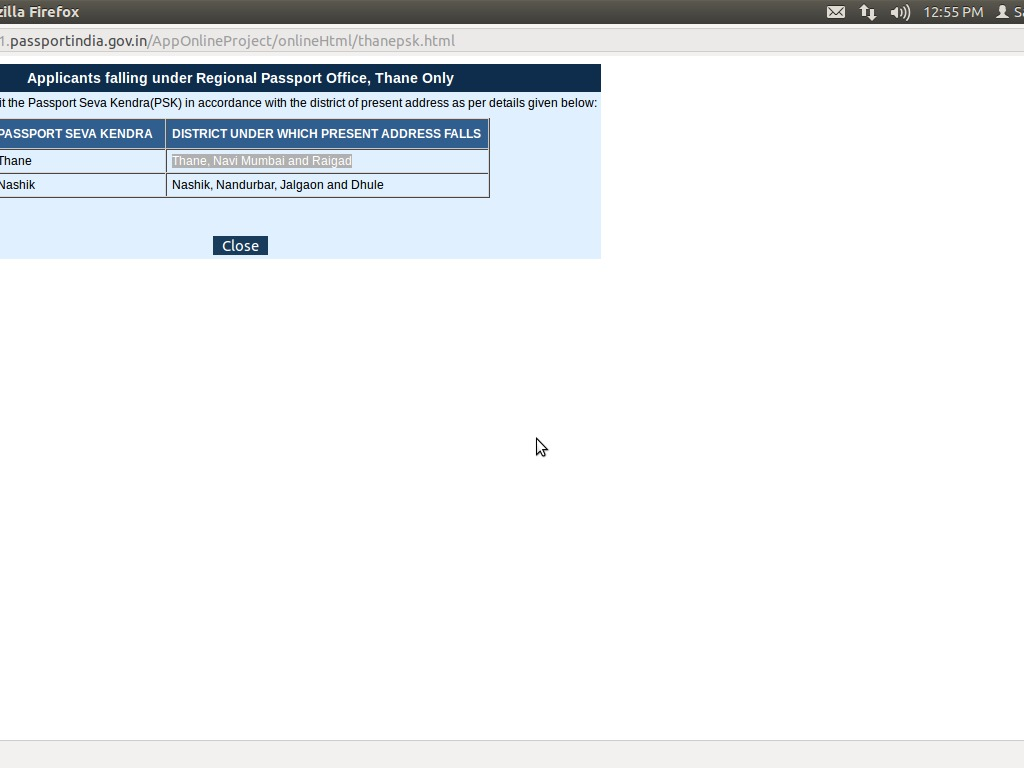 zilla Firefox
12:55 PM
1.passportindia.gov.in/AppOnlineProject/onlineHtml/thanepsk.html
Applicants falling under Regional Passport Office, Thane Only
it the Passport Seva Kendra(PSK) in accordance with the district of present address as per details given below:
PASSPORT SEVA KENDRA DISTRICT UNDER WHICH PRESENT ADDRESS FALLS
Thane Thane, Navi Mumbai and Raigad
Nashik Nashik, Nandurbar, Jalgaon and Dhule
Close